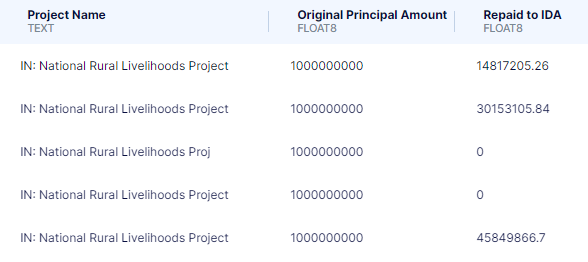 Project Name Original Principal Amount Repaid to IDA
TEXT FLOAT8 FLOAT8
IN: National Rural Livelihoods Project 1000000000 14817205.26
IN: National Rural Livelihoods Project 1000000000 30153105.84
IN: National Rural Livelihoods Proj 1000000000 0
IN: National Rural Livelihoods Project 1000000000 0
IN: National Rural Livelihoods Project 1000000000 45849866.7